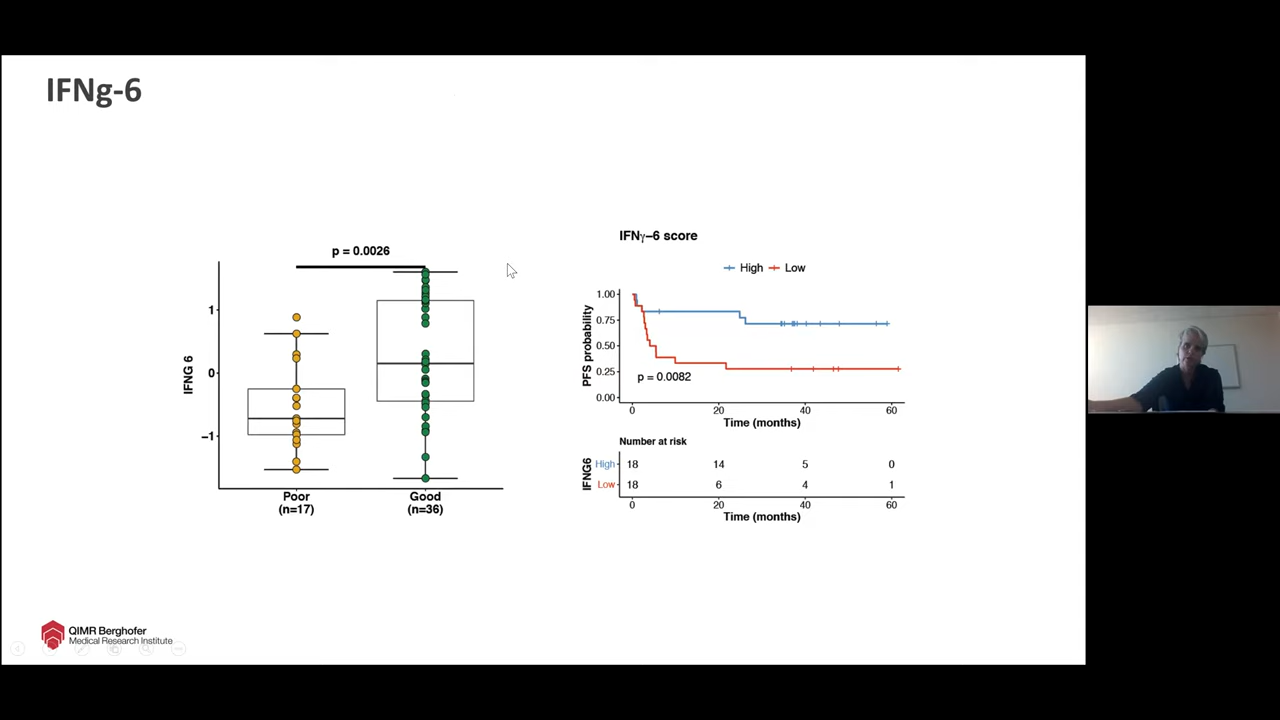 IFNg-6
p = 0.0026
1
0
−1
IFNG 6
Poor
(n=17)
Good
(n=36)
IFNγ−6 score
High Low
1.00
0.75
0.50
0.25
0.00
PFS probability
p = 0.0082
0 20 40 60
Time (months)
Number at risk
IFNG6
High 18 14 5 0
Low 18 6 4 1
0 20 40 60
Time (months)
QIMR Berghofer
Medical Research Institute